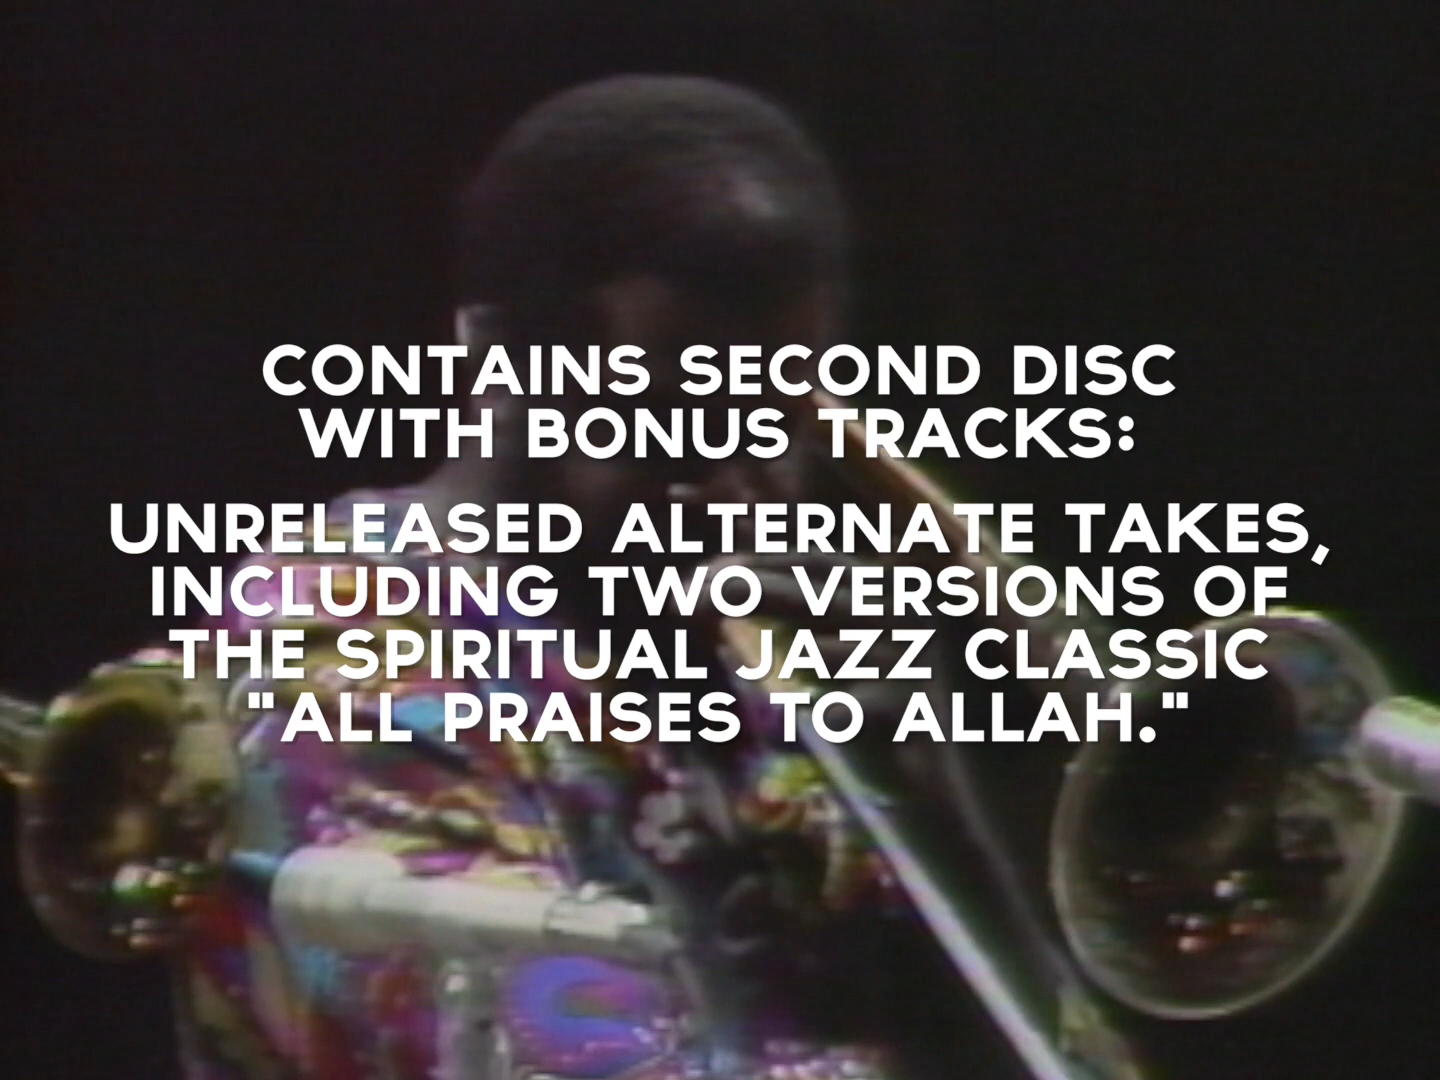 CONTAINS SECOND DISC
WITH BONUS TRACKS:
UNRELEASED ALTERNATE TAKES,
INCLUDING TWO VERSIONS OF
THE SPIRITUAL JAZZ CLASSIC
"ALL PRAISES TO ALLAH."